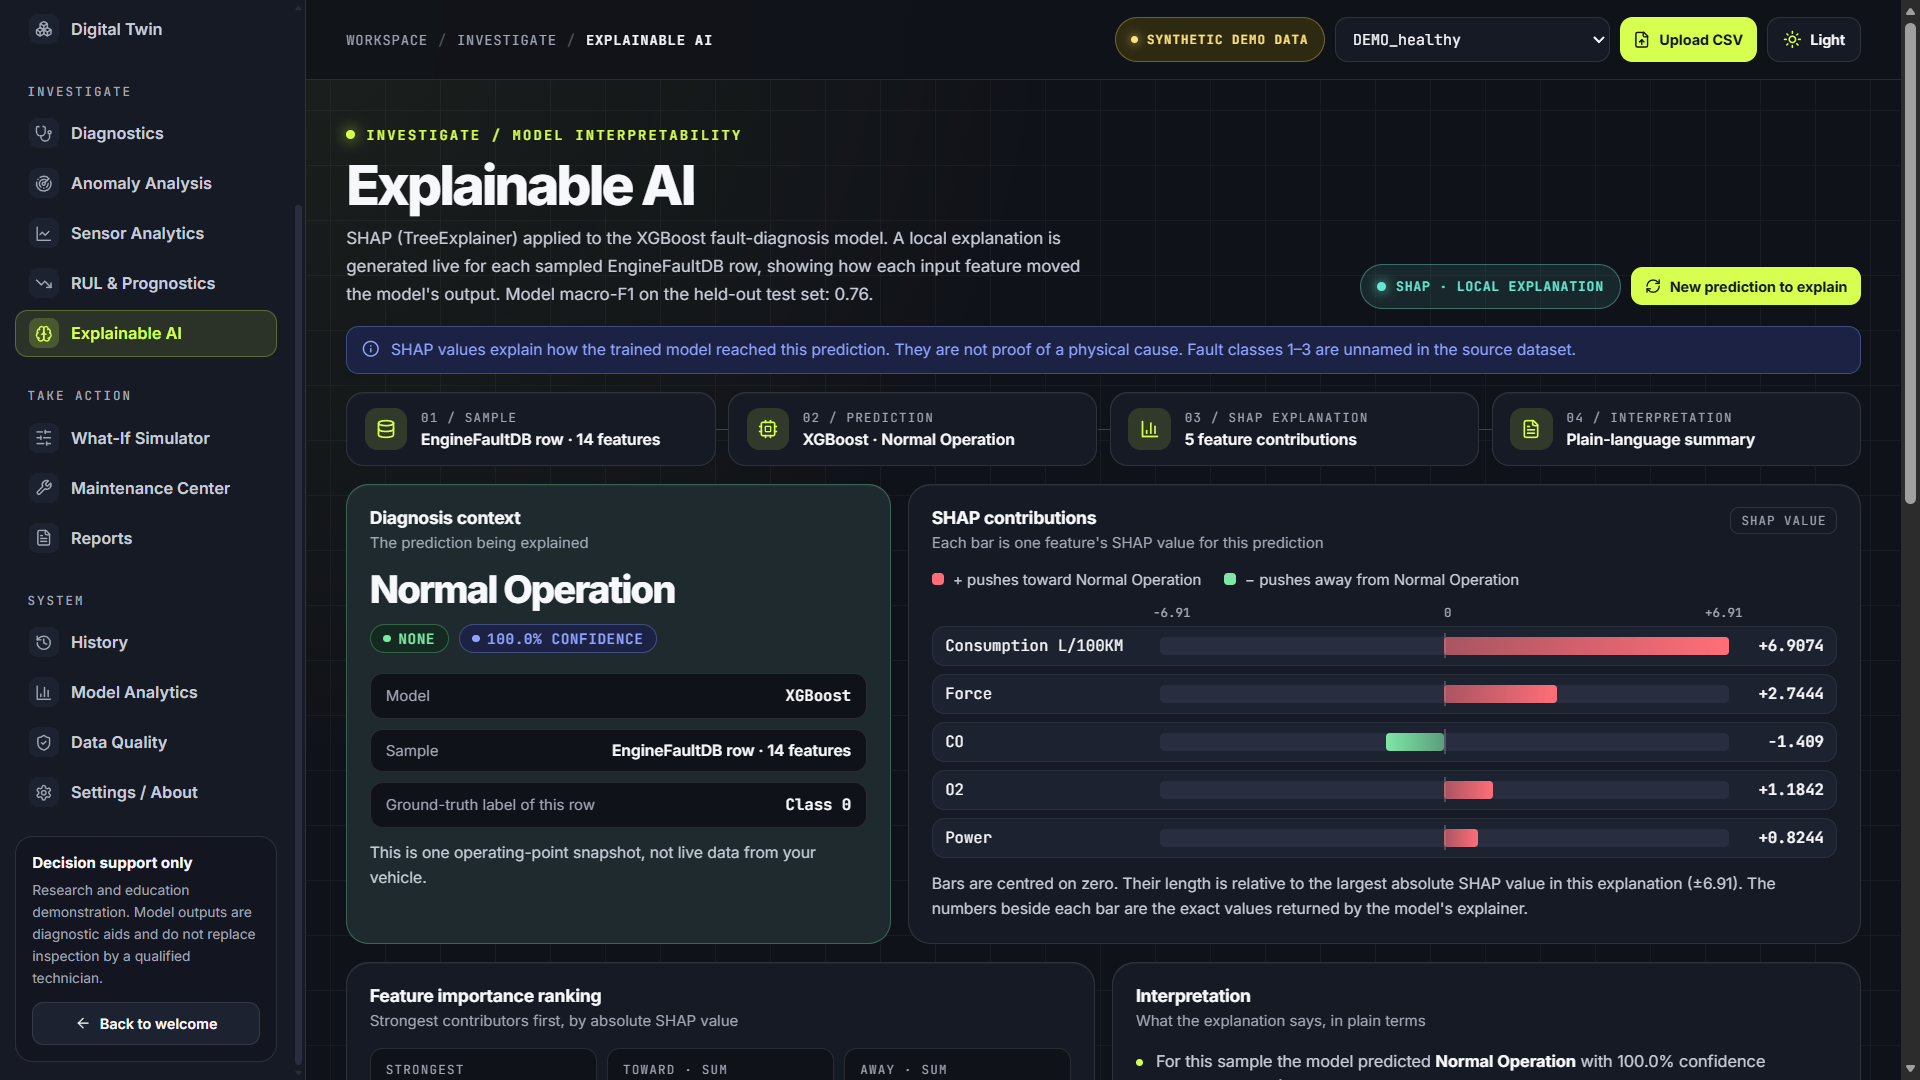 Digital Twin
INVESTIGATE
Diagnostics
Anomaly Analysis
Sensor Analytics
RUL & Prognostics
Explainable AI
TAKE ACTION
What-If Simulator
Maintenance Center
Reports
SYSTEM
History
Model Analytics
Data Quality
Settings / About
Decision support only
Research and education
demonstration. Model outputs are
diagnostic aids and do not replace
inspection by a qualified
technician.
← Back to welcome
WORKSPACE / INVESTIGATE / EXPLAINABLE AI
SYNTHETIC DEMO DATA
DEMO_healthy
Upload CSV
Light
INVESTIGATE / MODEL INTERPRETABILITY
Explainable AI
SHAP (TreeExplainer) applied to the XGBoost fault-diagnosis model. A local explanation is
generated live for each sampled EngineFaultDB row, showing how each input feature moved
the model's output. Model macro-F1 on the held-out test set: 0.76.
SHAP · LOCAL EXPLANATION
New prediction to explain
SHAP values explain how the trained model reached this prediction. They are not proof of a physical cause. Fault classes 1–3 are unnamed in the source dataset.
01 / SAMPLE
EngineFaultDB row · 14 features
02 / PREDICTION
XGBoost · Normal Operation
03 / SHAP EXPLANATION
5 feature contributions
04 / INTERPRETATION
Plain-language summary
Diagnosis context
The prediction being explained
Normal Operation
NONE
100.0% CONFIDENCE
Model XGBoost
Sample EngineFaultDB row · 14 features
Ground-truth label of this row Class 0
This is one operating-point snapshot, not live data from your
vehicle.
SHAP contributions
SHAP VALUE
Each bar is one feature's SHAP value for this prediction
+ pushes toward Normal Operation − pushes away from Normal Operation
-6.91 0 +6.91
Consumption L/100KM +6.9074
Force +2.7444
CO -1.409
O2 +1.1842
Power +0.8244
Bars are centred on zero. Their length is relative to the largest absolute SHAP value in this explanation (±6.91). The
numbers beside each bar are the exact values returned by the model's explainer.
Feature importance ranking
Strongest contributors first, by absolute SHAP value
STRONGEST
TOWARD · SUM
AWAY · SUM
Interpretation
What the explanation says, in plain terms
For this sample the model predicted Normal Operation with 100.0% confidence